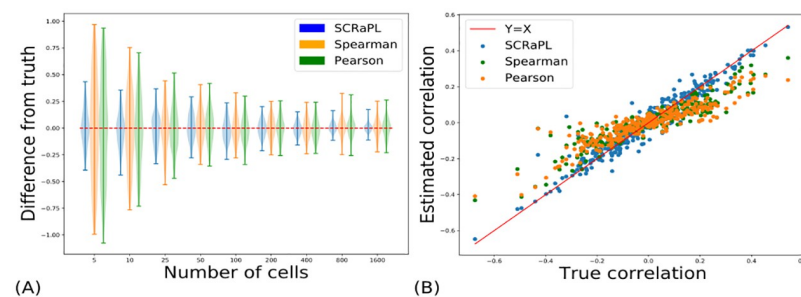 1.00
0.75
0.50
0.25
0.00
-0.25
-0.50
-0.75
-1.00
Difference from truth
SCRaPL
Spearman
Pearson
5 10 25 50 100 200 400 800 1600
Number of cells
(A)
0.6
0.4
0.2
0.0
-0.2
-0.4
-0.6
Estimated correlation
Y=X
SCRaPL
Spearman
Pearson
-0.6 -0.4 -0.2 0.0 0.2 0.4
True correlation
(B)